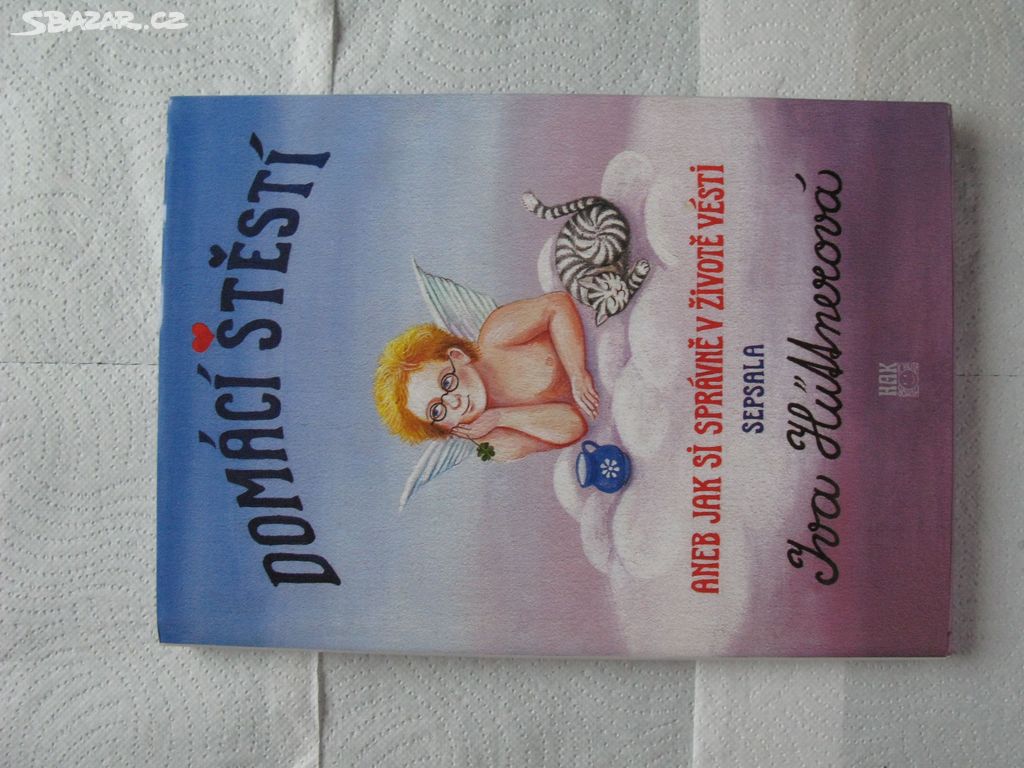 SBAZAR.CZ
DOMÁCÍ ŠTĚSTÍ
ANEB JAK SI SPRÁVNĚ V ŽIVOTĚ VÉSTI
SEPSALA
Iva Hüttnerová
HAK